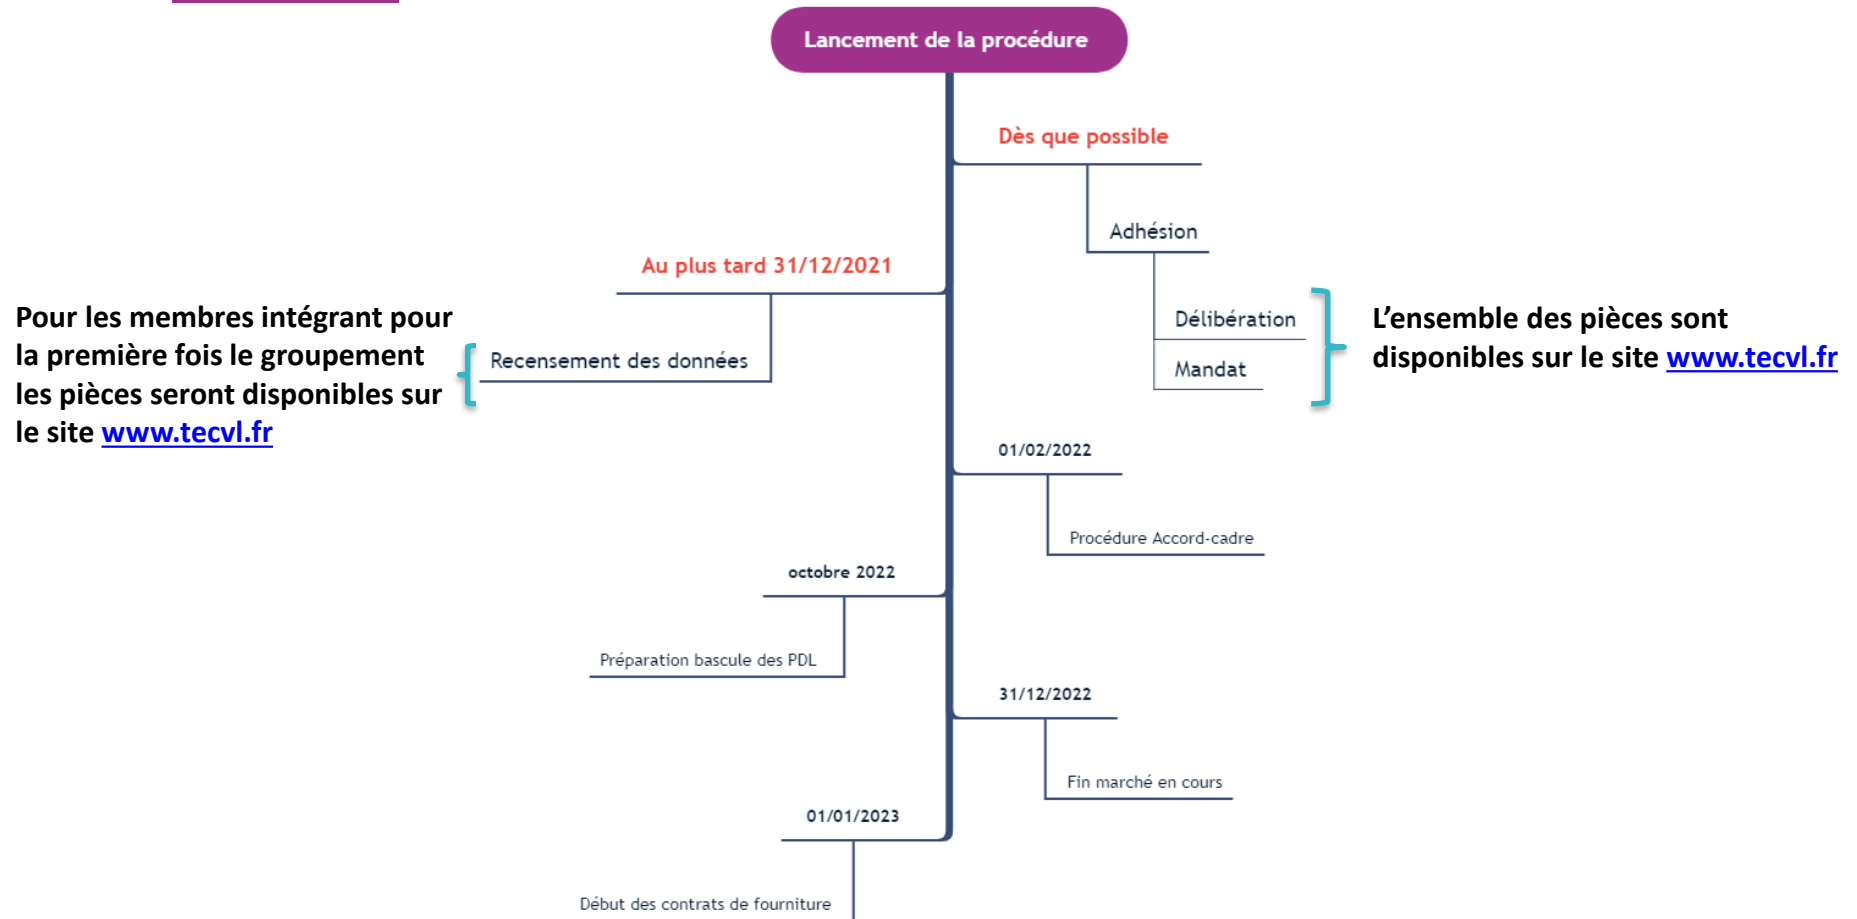 Lancement de la procédure
Dès que possible
Adhésion
Au plus tard 31/12/2021
Pour les membres intégrant pour
la première fois le groupement
les pièces seront disponibles sur
le site www.tecvl.fr
Recensement des données
Délibération
Mandat
L’ensemble des pièces sont
disponibles sur le site www.tecvl.fr
01/02/2022
Procédure Accord-cadre
octobre 2022
Préparation bascule des PDL
31/12/2022
Fin marché en cours
01/01/2023
Début des contrats de fourniture